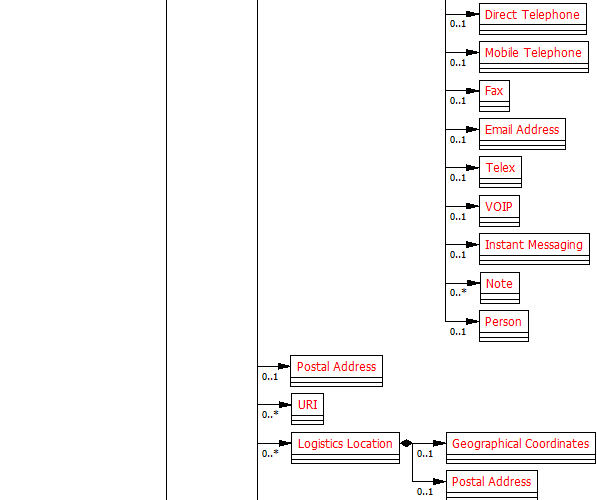 Direct Telephone
0..1
Mobile Telephone
0..1
Fax
0..1
Email Address
0..1
Telex
0..1
VOIP
0..1
Instant Messaging
0..1
Note
0..*
Person
0..1
Postal Address
0..1
URI
0..*
Logistics Location
0..*
Geographical Coordinates
0..1
Postal Address
0..1